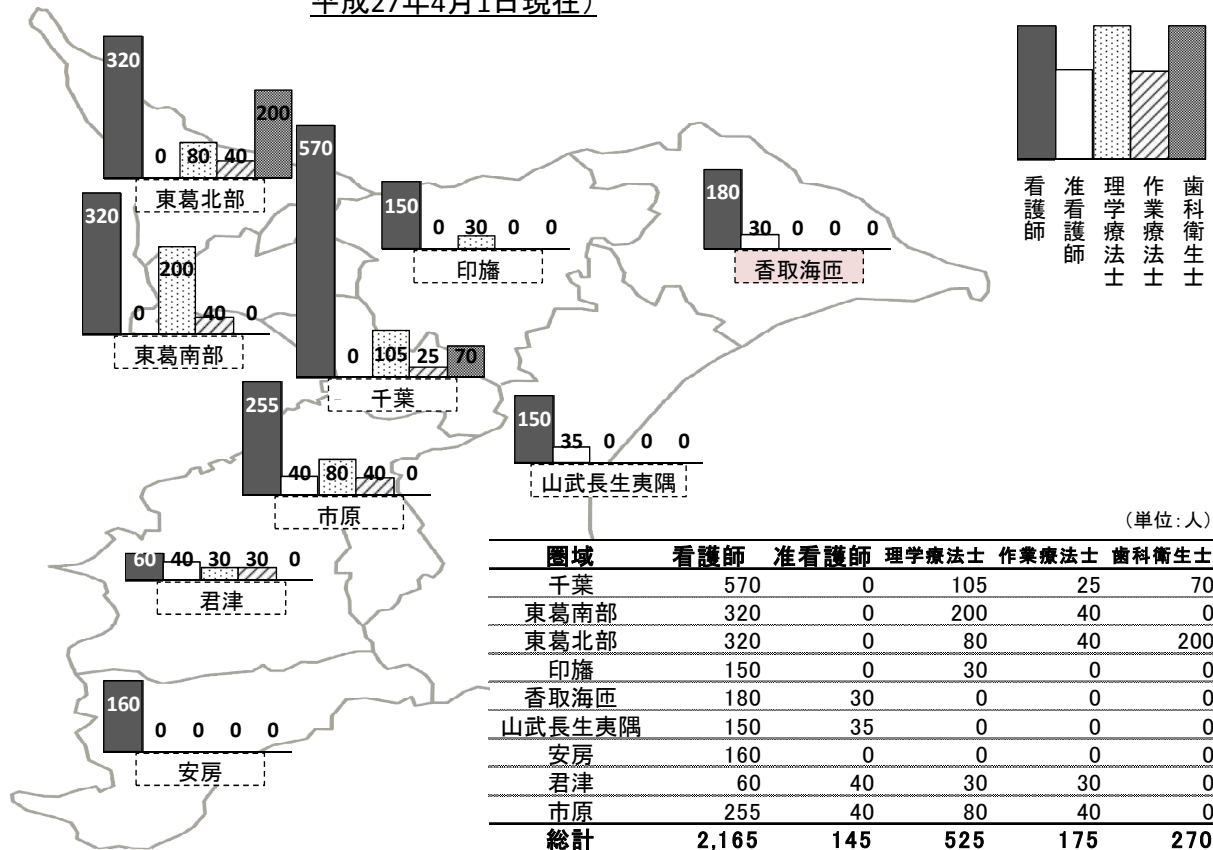 平成27年4月1日現在）
320
0
80
40
200
東葛北部
320
0
200
40
0
東葛南部
570
0
105
25
70
千葉
150
0
30
0
0
印旛
180
30
0
0
0
香取海匝
看護師
准看護師
理学療法士
作業療法士
歯科衛生士
255
40
80
40
0
市原
150
35
0
0
0
山武長生夷隅
60
40
30
30
0
君津
160
0
0
0
0
安房
（単位：人）
圏域 看護師 准看護師 理学療法士 作業療法士 歯科衛生士
千葉 570 0 105 25 70
東葛南部 320 0 200 40 0
東葛北部 320 0 80 40 200
印旛 150 0 30 0 0
香取海匝 180 30 0 0 0
山武長生夷隅 150 35 0 0 0
安房 160 0 0 0 0
君津 60 40 30 30 0
市原 255 40 80 40 0
総計 2,165 145 525 175 270